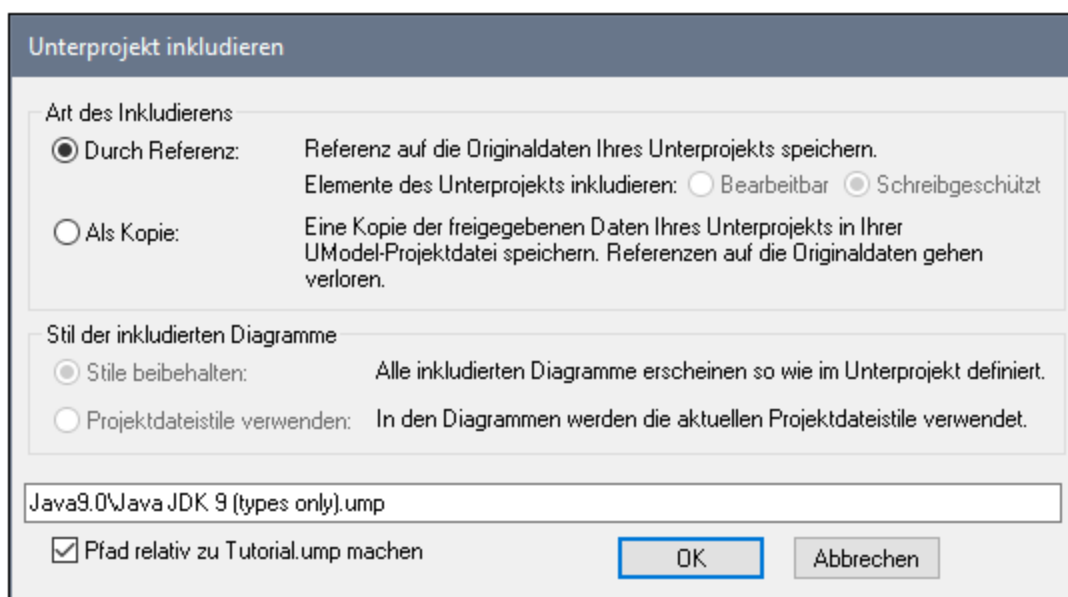 Unterprojekt inkludieren
Art des Inkludierens
Durch Referenz: Referenz auf die Originaldaten Ihres Unterprojekts speichern.
Elemente des Unterprojekts inkludieren: Bearbeitbar Schreibgeschützt
Als Kopie: Eine Kopie der freigegebenen Daten Ihres Unterprojekts in Ihrer
UModel-Projektdatei speichern. Referenzen auf die Originaldaten gehen
verloren.
Stil der inkludierten Diagramme
Stile beibehalten: Alle inkludierten Diagramme erscheinen so wie im Unterprojekt definiert.
Projektdateistile verwenden: In den Diagrammen werden die aktuellen Projektdateistile verwendet.
Java9.0\Java JDK 9 (types only).ump
Pfad relativ zu Tutorial.ump machen OK Abbrechen